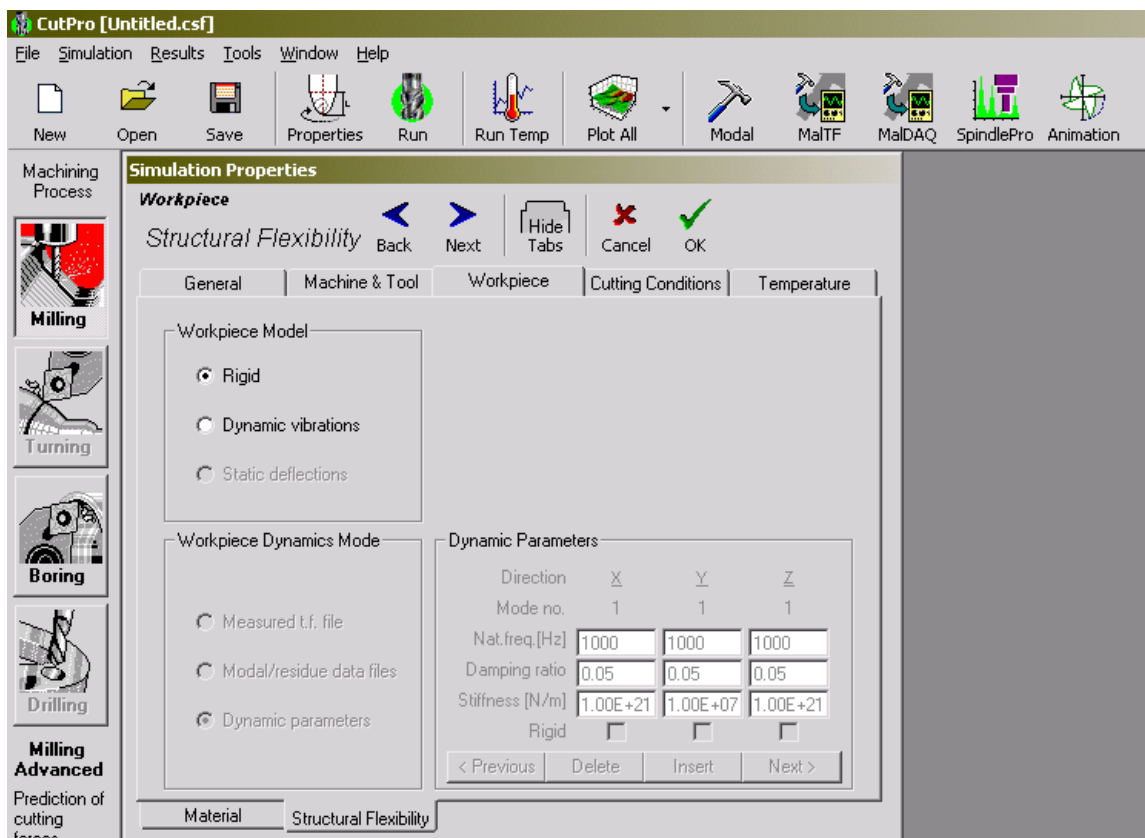 CutPro [Untitled.csf]
File Simulation Results Tools Window Help
New Open Save Properties Run Run Temp Plot All Modal MalTF MalDAQ SpindlePro Animation
Machining
Process
Milling
Turning
Boring
Drilling
Milling
Advanced
Prediction of
cutting
forces
Simulation Properties
Workpiece
Structural Flexibility
Back
Next
Hide
Tabs
Cancel
OK
General Machine & Tool Workpiece Cutting Conditions Temperature
Workpiece Model
Rigid
Dynamic vibrations
Static deflections
Workpiece Dynamics Mode
Measured t.f. file
Modal/residue data files
Dynamic parameters
Dynamic Parameters
Direction X Y Z
Mode no. 1 1 1
Nat.freq.[Hz] 1000 1000 1000
Damping ratio 0.05 0.05 0.05
Stiffness [N/m] 1.00E+21 1.00E+07 1.00E+21
Rigid
< Previous Delete Insert Next >
Material Structural Flexibility